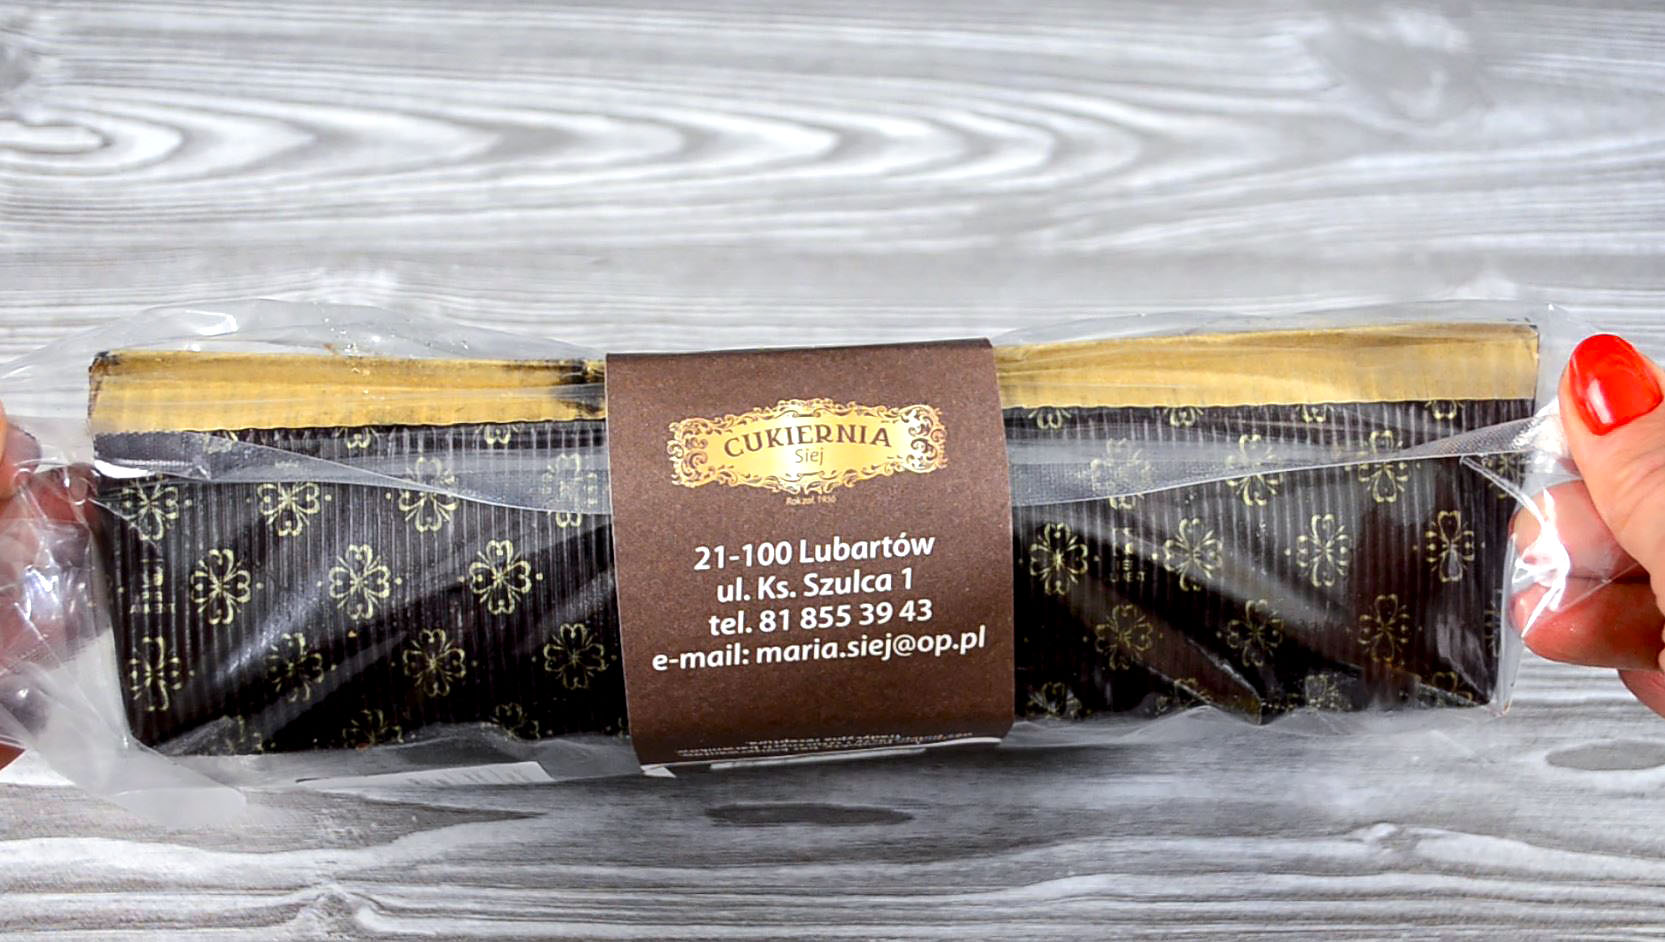 CUKIERNIA
Siej
Rok zał. 1936
21-100 Lubartów
ul. Ks. Szulca 1
tel. 81 855 39 43
e-mail: maria.siej@op.pl